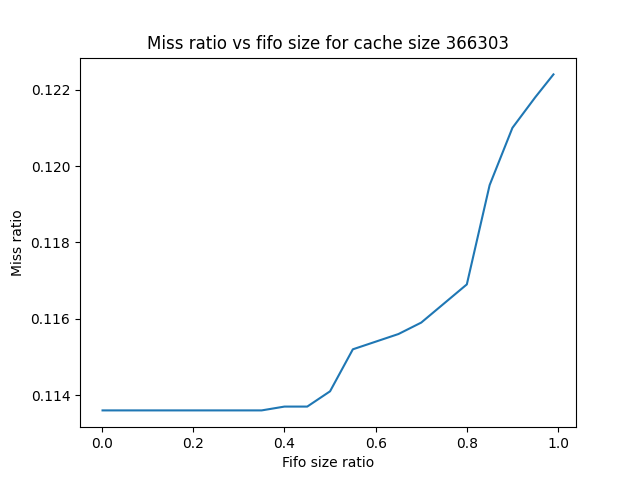 Miss ratio vs fifo size for cache size 366303
0.122
0.120
0.118
0.116
0.114
Miss ratio
0.0 0.2 0.4 0.6 0.8 1.0
Fifo size ratio